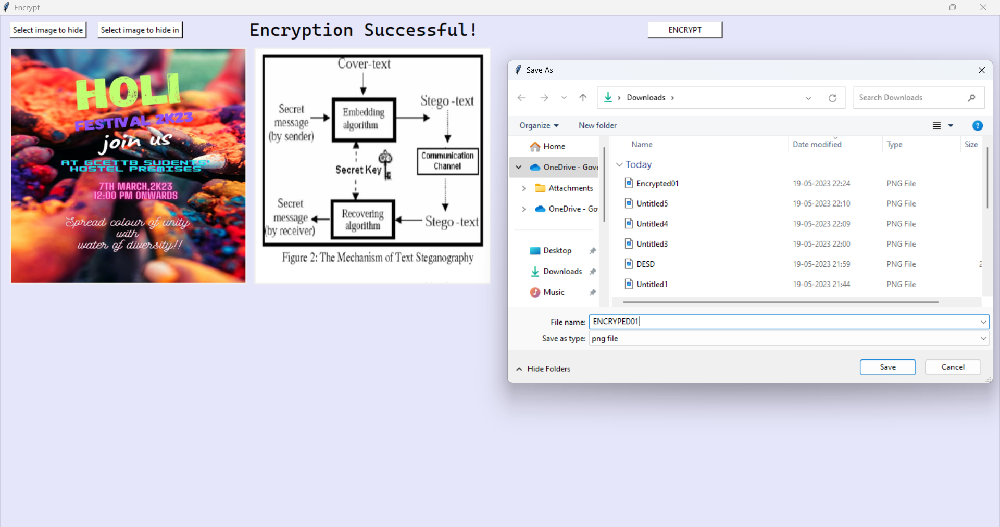 Encrypt
Select image to hide
Select image to hide in
Encryption Successful!
ENCRYPT
HOLI
FESTIVAL 2K23
join us
AT GCETTB SUDENTS'
HOSTEL PREMISES
7TH MARCH,2K23
12:00 PM ONWARDS
Spread colour of unity
with
water of diversity!!
Cover-text
Secret
message
(by sender)
Embedding
algorithm
Stego-text
Secret Key
Communication
Channel
Secret
message
(by receiver)
Recovering
algorithm
Stego-text
Figure 2: The Mechanism of Text Steganography
Save As
Downloads
Search Downloads
Organize
New folder
Home
OneDrive - Gove
Attachments
OneDrive - Go
Desktop
Downloads
Music
Name Date modified Type Size
Today
Encrypted01 19-05-2023 22:24 PNG File
Untitled5 19-05-2023 22:10 PNG File
Untitled4 19-05-2023 22:09 PNG File
Untitled3 19-05-2023 22:00 PNG File
DESD 19-05-2023 21:59 PNG File
Untitled1 19-05-2023 21:44 PNG File
File name: ENCRYPED01
Save as type: png file
Hide Folders
Save
Cancel